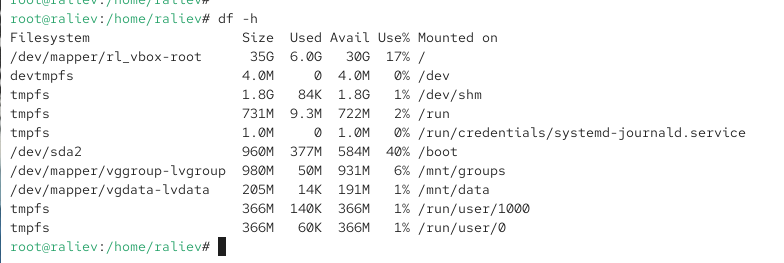 root@raliev:/home/raliev#
root@raliev:/home/raliev# df -h
Filesystem                   Size  Used Avail Use% Mounted on
/dev/mapper/rl_vbox-root      35G  6.0G   30G  17% /
devtmpfs                     4.0M     0  4.0M   0% /dev
tmpfs                        1.8G   84K  1.8G   1% /dev/shm
tmpfs                        731M  9.3M  722M   2% /run
tmpfs                        1.0M     0  1.0M   0% /run/credentials/systemd-journald.service
/dev/sda2                    960M  377M  584M  40% /boot
/dev/mapper/vggroup-lvgroup  980M   50M  931M   6% /mnt/groups
/dev/mapper/vgdata-lvdata    205M   14K  191M   1% /mnt/data
tmpfs                        366M  140K  366M   1% /run/user/1000
tmpfs                        366M   60K  366M   1% /run/user/0
root@raliev:/home/raliev#